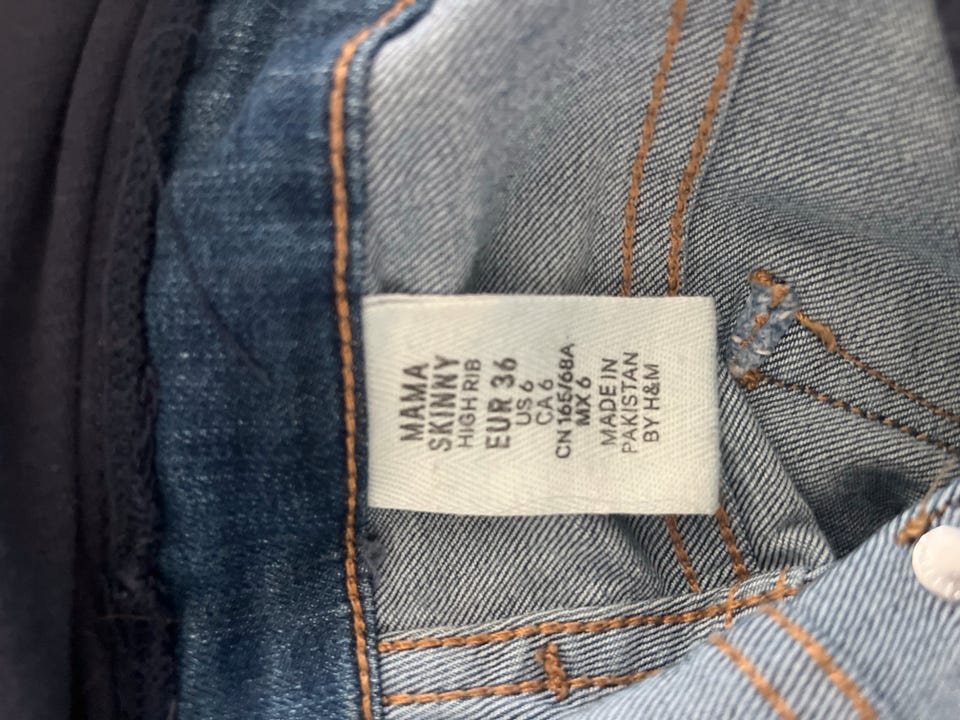 MAMA
SKINNY
HIGH RIB
EUR 36
US 6
CA 6
CN 165/68A
MX 6
MADE IN
PAKISTAN
BY H&M